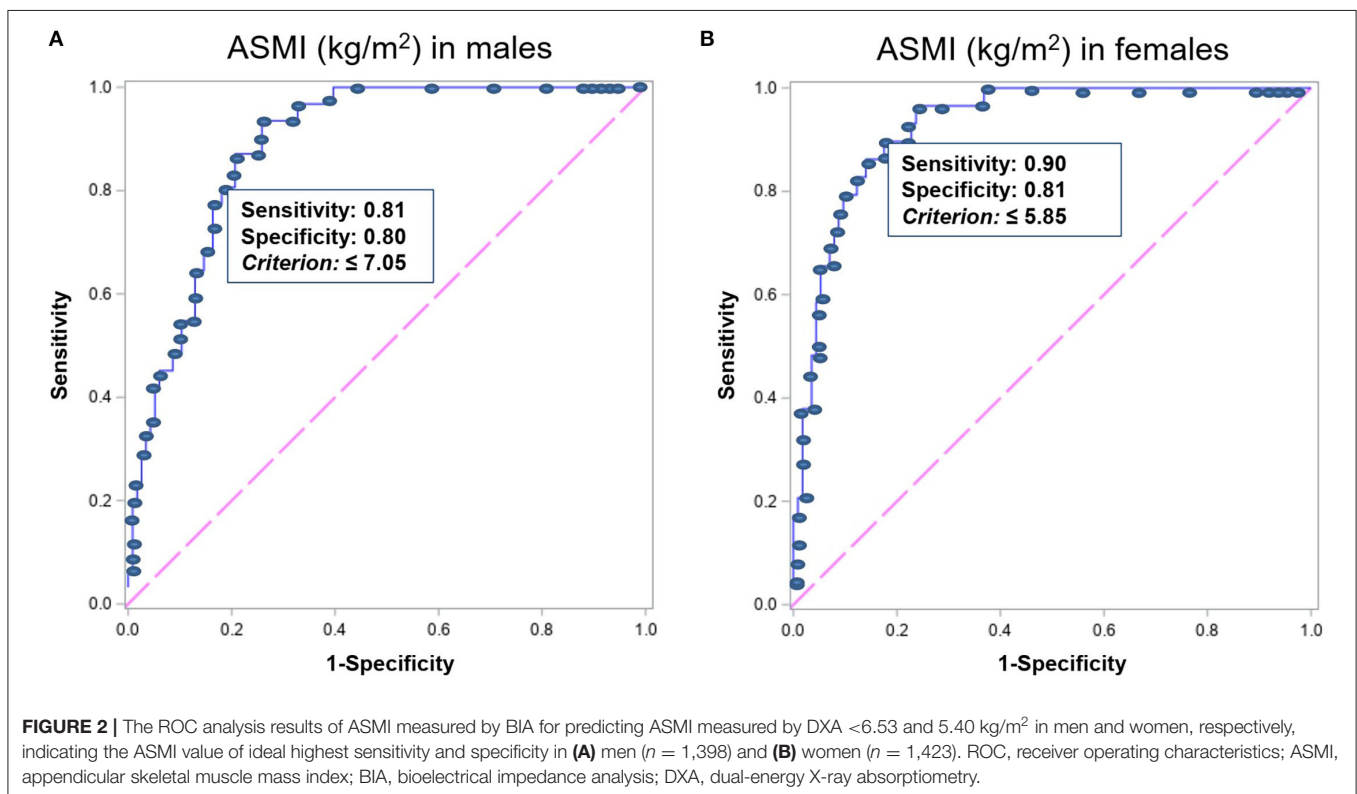 A
ASMI (kg/m²) in males
1.0
0.8
0.6
0.4
0.2
0.0
Sensitivity
Sensitivity: 0.81
Specificity: 0.80
Criterion: ≤ 7.05
0.0 0.2 0.4 0.6 0.8 1.0
1-Specificity
B
ASMI (kg/m²) in females
1.0
0.8
0.6
0.4
0.2
0.0
Sensitivity
Sensitivity: 0.90
Specificity: 0.81
Criterion: ≤ 5.85
0.0 0.2 0.4 0.6 0.8 1.0
1-Specificity
FIGURE 2 | The ROC analysis results of ASMI measured by BIA for predicting ASMI measured by DXA <6.53 and 5.40 kg/m² in men and women, respectively,
indicating the ASMI value of ideal highest sensitivity and specificity in (A) men (n = 1,398) and (B) women (n = 1,423). ROC, receiver operating characteristics; ASMI,
appendicular skeletal muscle mass index; BIA, bioelectrical impedance analysis; DXA, dual-energy X-ray absorptiometry.